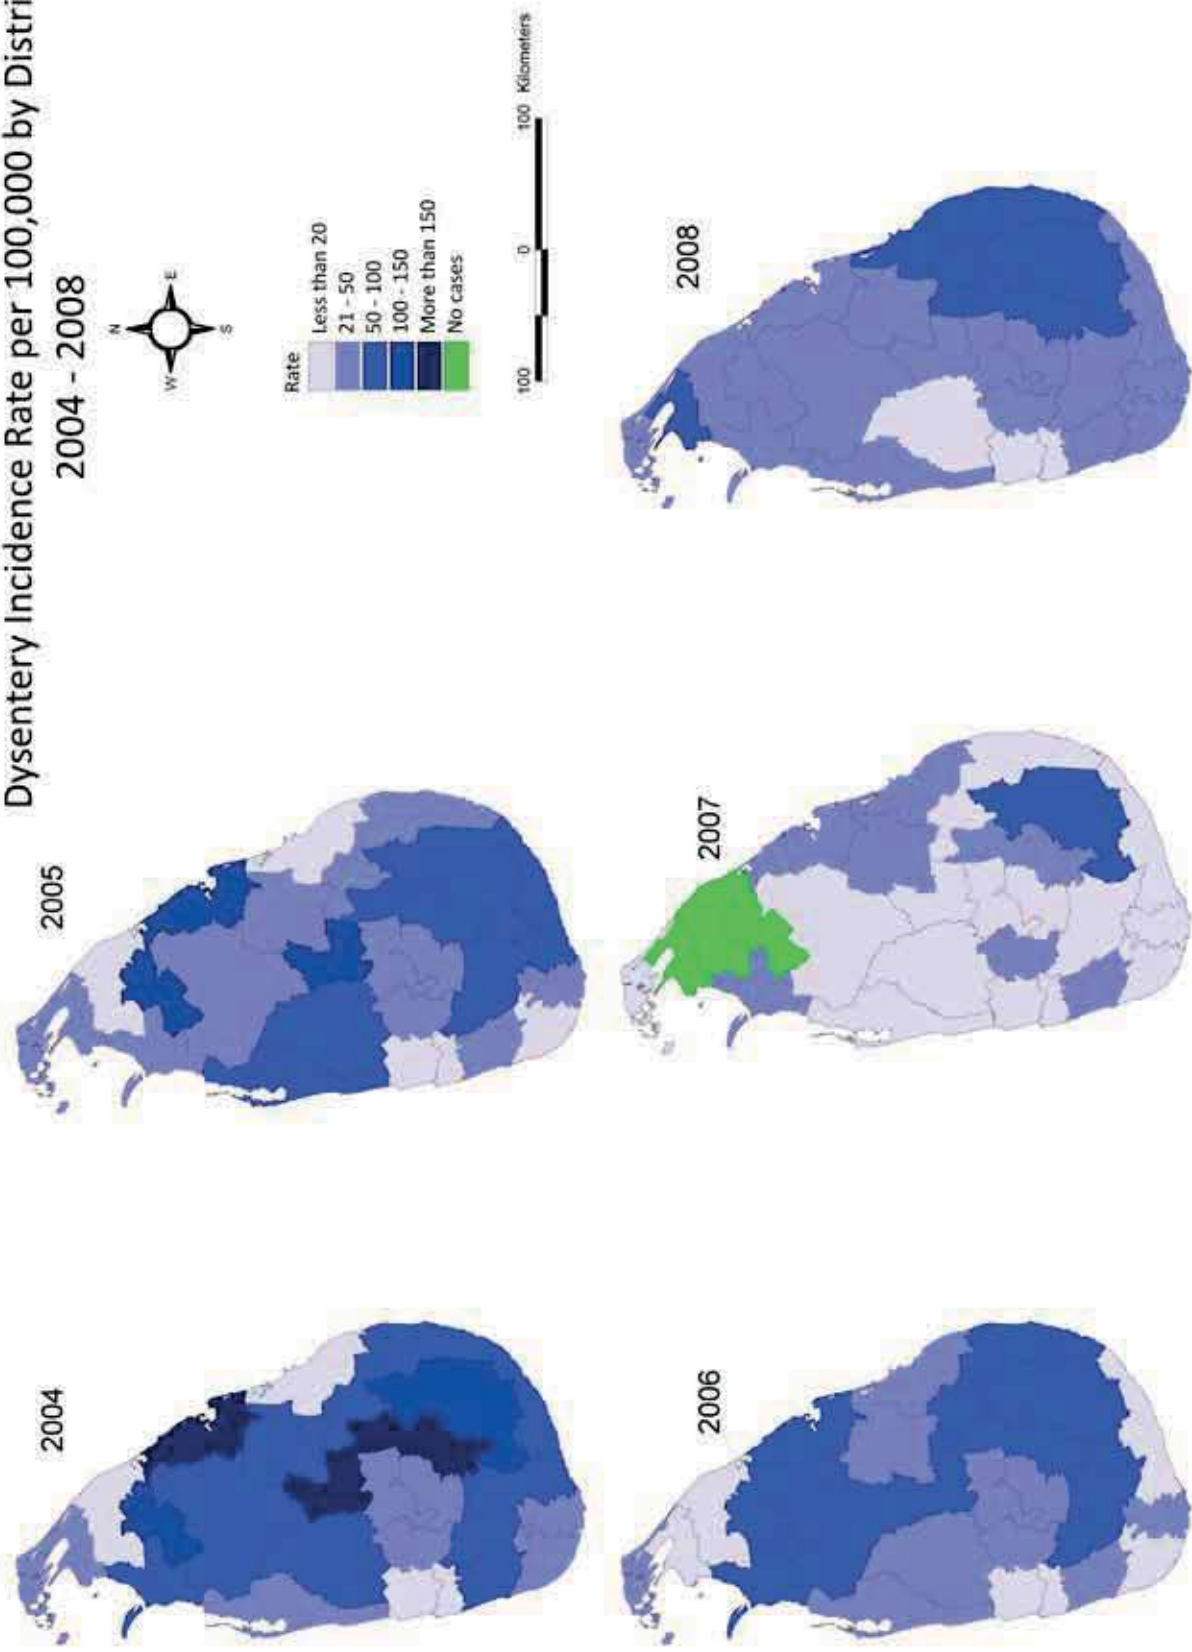 Dysentery Incidence Rate per 100,000 by Distri
2004 - 2008
N
W
E
S
Rate
Less than 20
21 - 50
50 - 100
100 - 150
More than 150
No cases
100 0 100 Kilometers
2004
2005
2006
2007
2008